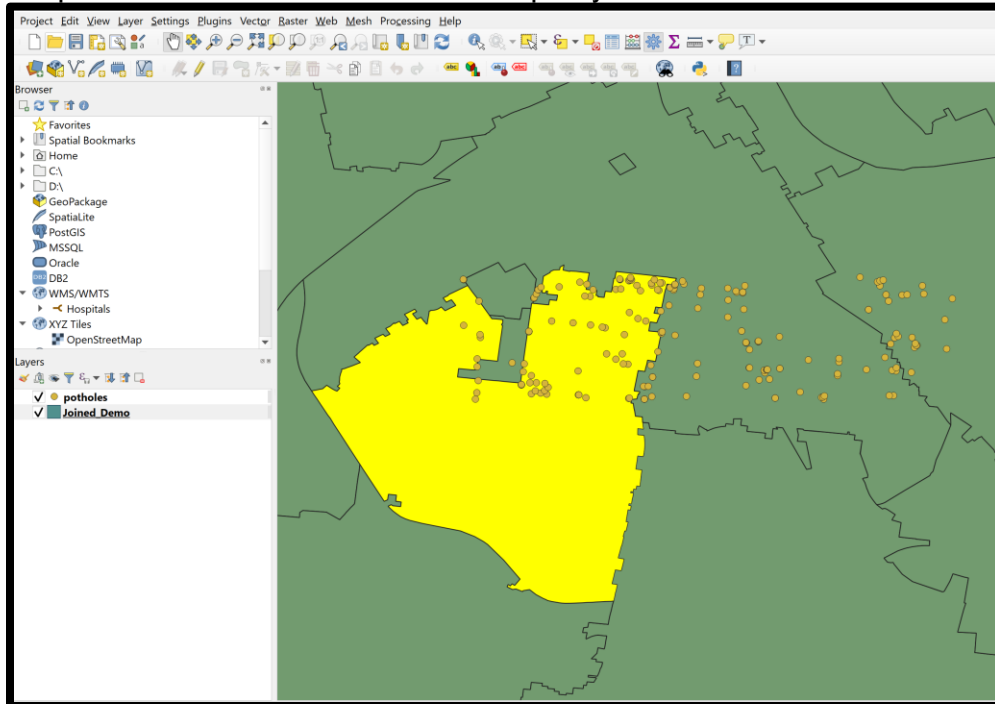 Project Edit View Layer Settings Plugins Vector Raster Web Mesh Processing Help
Browser
Favorites
Spatial Bookmarks
Home
C:\
D:\
GeoPackage
SpatiaLite
PostGIS
MSSQL
Oracle
DB2
WMS/WMTS
Hospitals
XYZ Tiles
OpenStreetMap
Layers
potholes
Joined_Demo